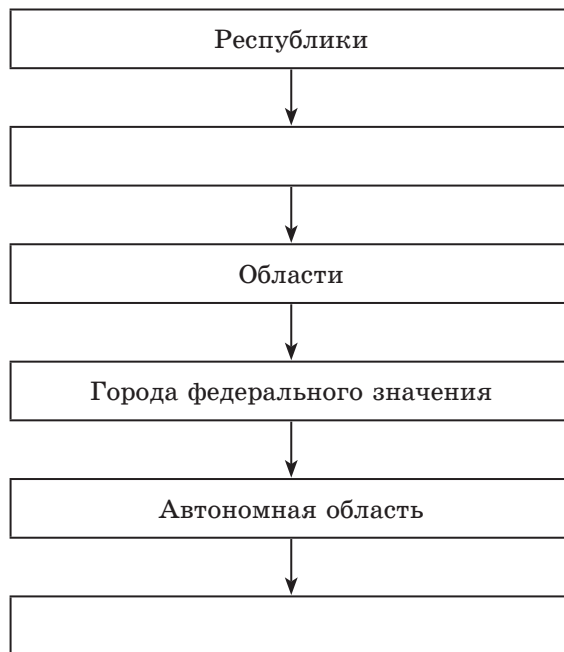 Республики
Области
Города федерального значения
Автономная область